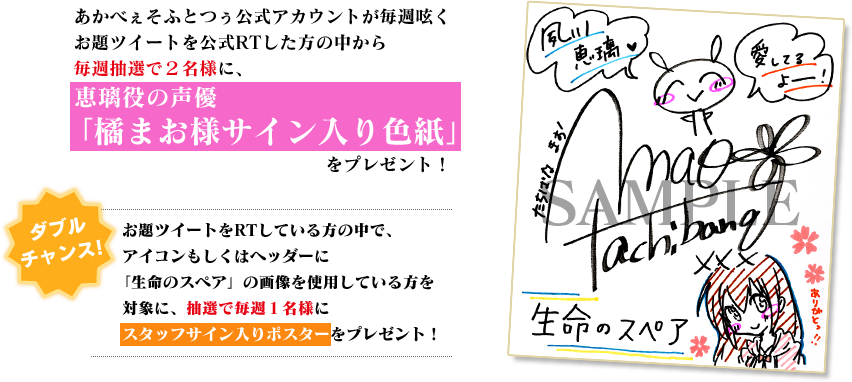 あかべぇそふとつぅ公式アカウントが毎週呟く
お題ツイートを公式RTした方の中から
毎週抽選で２名様に、
恵璃役の声優
「橘まお様サイン入り色紙」
をプレゼント！
ダブル
チャンス!
お題ツイートをRTしている方の中で、
アイコンもしくはヘッダーに
「生命のスペア」の画像を使用している方を
対象に、抽選で毎週１名様に
スタッフサイン入りポスターをプレゼント！
夙川
恵璃♥
愛してる
よー！
たちばな まお！
mao
Tachibana
SAMPLE
×××
ありがとっ!!
生命のスペア